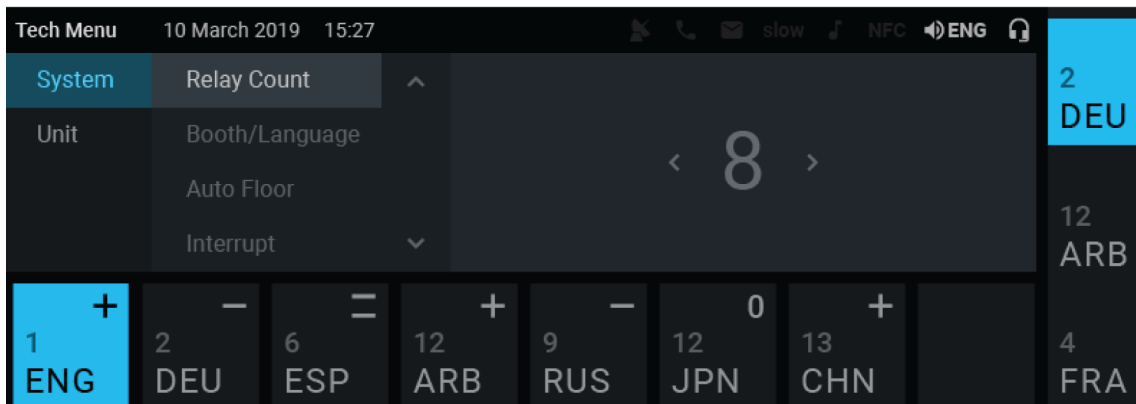 Tech Menu 10 March 2019 15:27 slow NFC ENG
System Relay Count
Unit Booth/Language
Auto Floor
Interrupt
< 8 >
2
DEU
12
ARB
4
FRA
+ − = + − 0 +
1 2 6 12 9 12 13
ENG DEU ESP ARB RUS JPN CHN